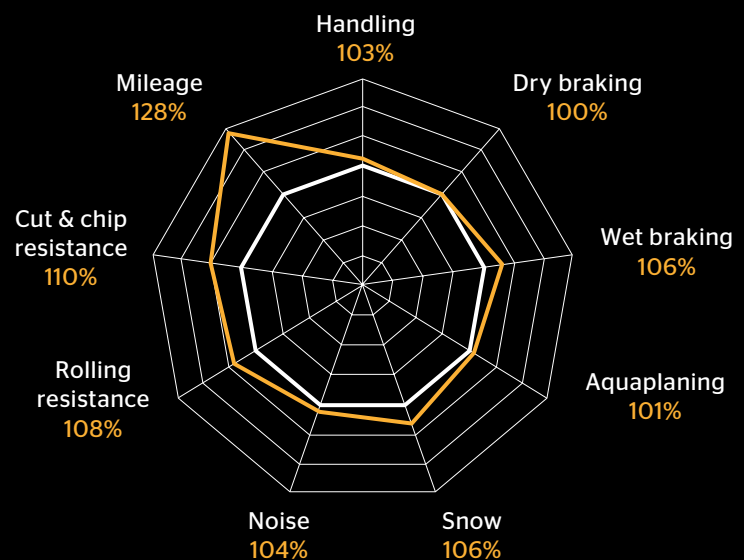 Handling
103%
Dry braking
100%
Wet braking
106%
Aquaplaning
101%
Snow
106%
Noise
104%
Rolling
resistance
108%
Cut & chip
resistance
110%
Mileage
128%